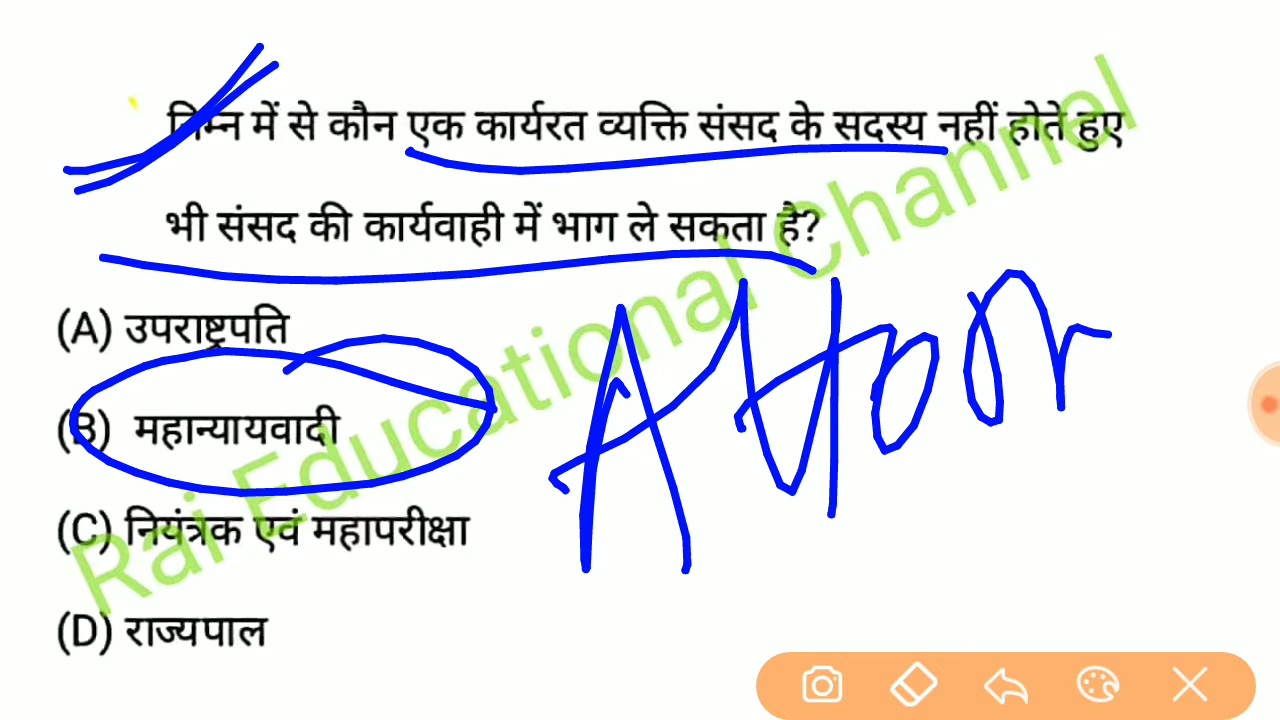 निम्न में से कौन एक कार्यरत व्यक्ति संसद के सदस्य नहीं होते हुए
भी संसद की कार्यवाही में भाग ले सकता है?
(A) उपराष्ट्रपति
(B) महान्यायवादी
(C) नियंत्रक एवं महापरीक्षा
(D) राज्यपाल
Rai Educational Channel